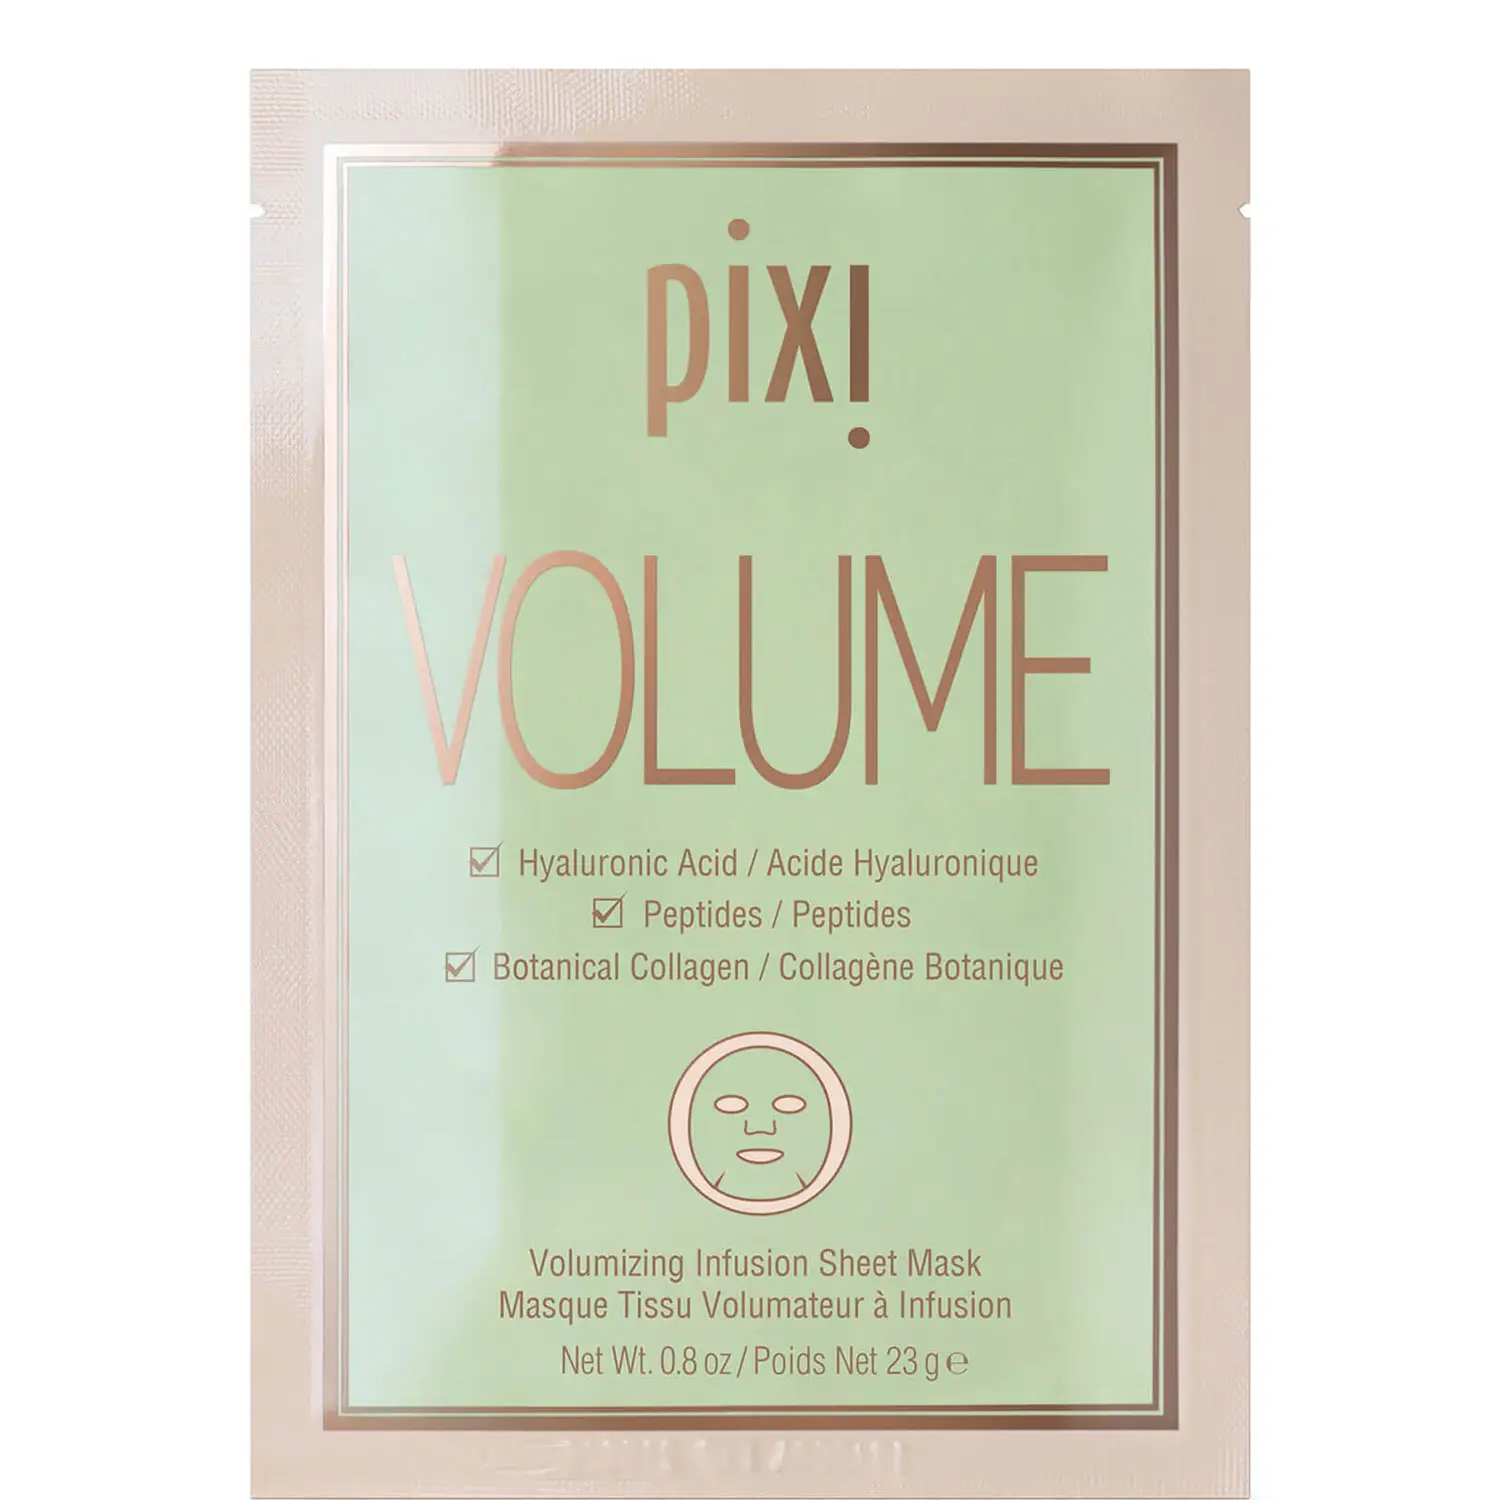 pixi
VOLUME
Hyaluronic Acid / Acide Hyaluronique
Peptides / Peptides
Botanical Collagen / Collagène Botanique
Volumizing Infusion Sheet Mask
Masque Tissu Volumateur à Infusion
Net Wt. 0.8 oz / Poids Net 23 g ℮